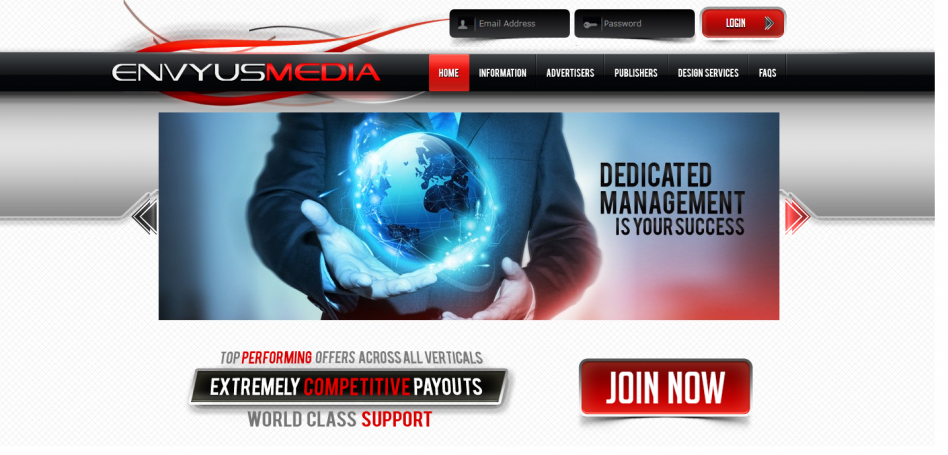 Email Address
Password
LOGIN
ENVYUSMEDIA
HOME
INFORMATION
ADVERTISERS
PUBLISHERS
DESIGN SERVICES
FAQS
DEDICATED
MANAGEMENT
IS YOUR SUCCESS
TOP PERFORMING OFFERS ACROSS ALL VERTICALS
EXTREMELY COMPETITIVE PAYOUTS
WORLD CLASS SUPPORT
JOIN NOW